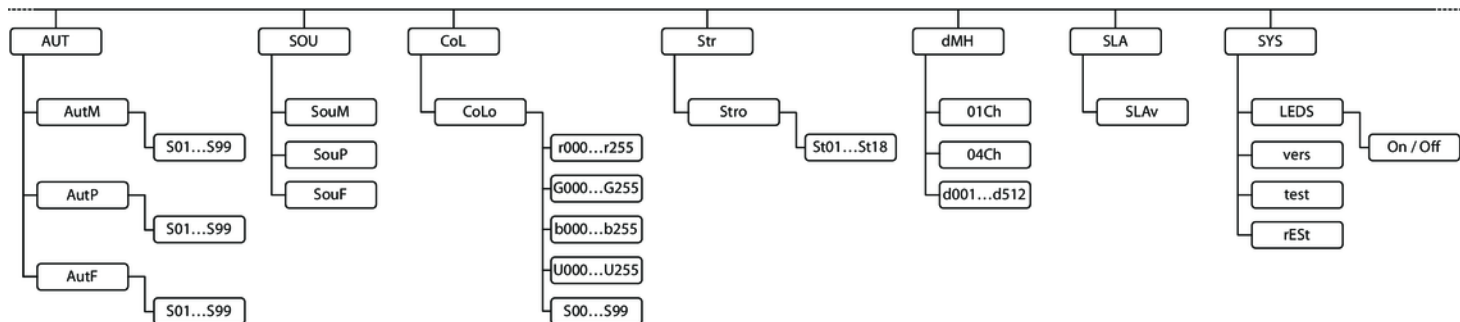 AUT SOU CoL Str dMH SLA SYS
AutM SouM CoLo Stro 01Ch SLAv LEDS
S01...S99 SouP r000...r255 St01...St18 04Ch vers On / Off
AutP SouF G000...G255 d001...d512 test
S01...S99 b000...b255 rESt
AutF U000...U255
S01...S99 S00...S99